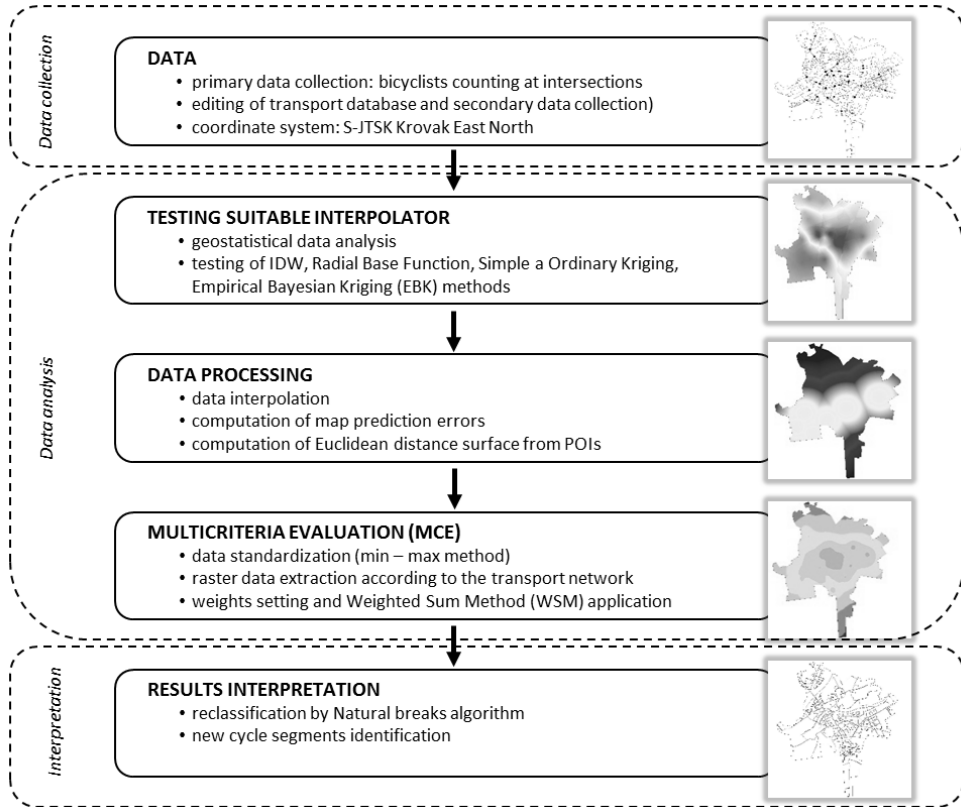 Data collection
DATA
• primary data collection: bicyclists counting at intersections
• editing of transport database and secondary data collection)
• coordinate system: S-JTSK Krovak East North
Data analysis
TESTING SUITABLE INTERPOLATOR
• geostatistical data analysis
• testing of IDW, Radial Base Function, Simple a Ordinary Kriging,
Empirical Bayesian Kriging (EBK) methods
DATA PROCESSING
• data interpolation
• computation of map prediction errors
• computation of Euclidean distance surface from POIs
MULTICRITERIA EVALUATION (MCE)
• data standardization (min – max method)
• raster data extraction according to the transport network
• weights setting and Weighted Sum Method (WSM) application
Interpretation
RESULTS INTERPRETATION
• reclassification by Natural breaks algorithm
• new cycle segments identification